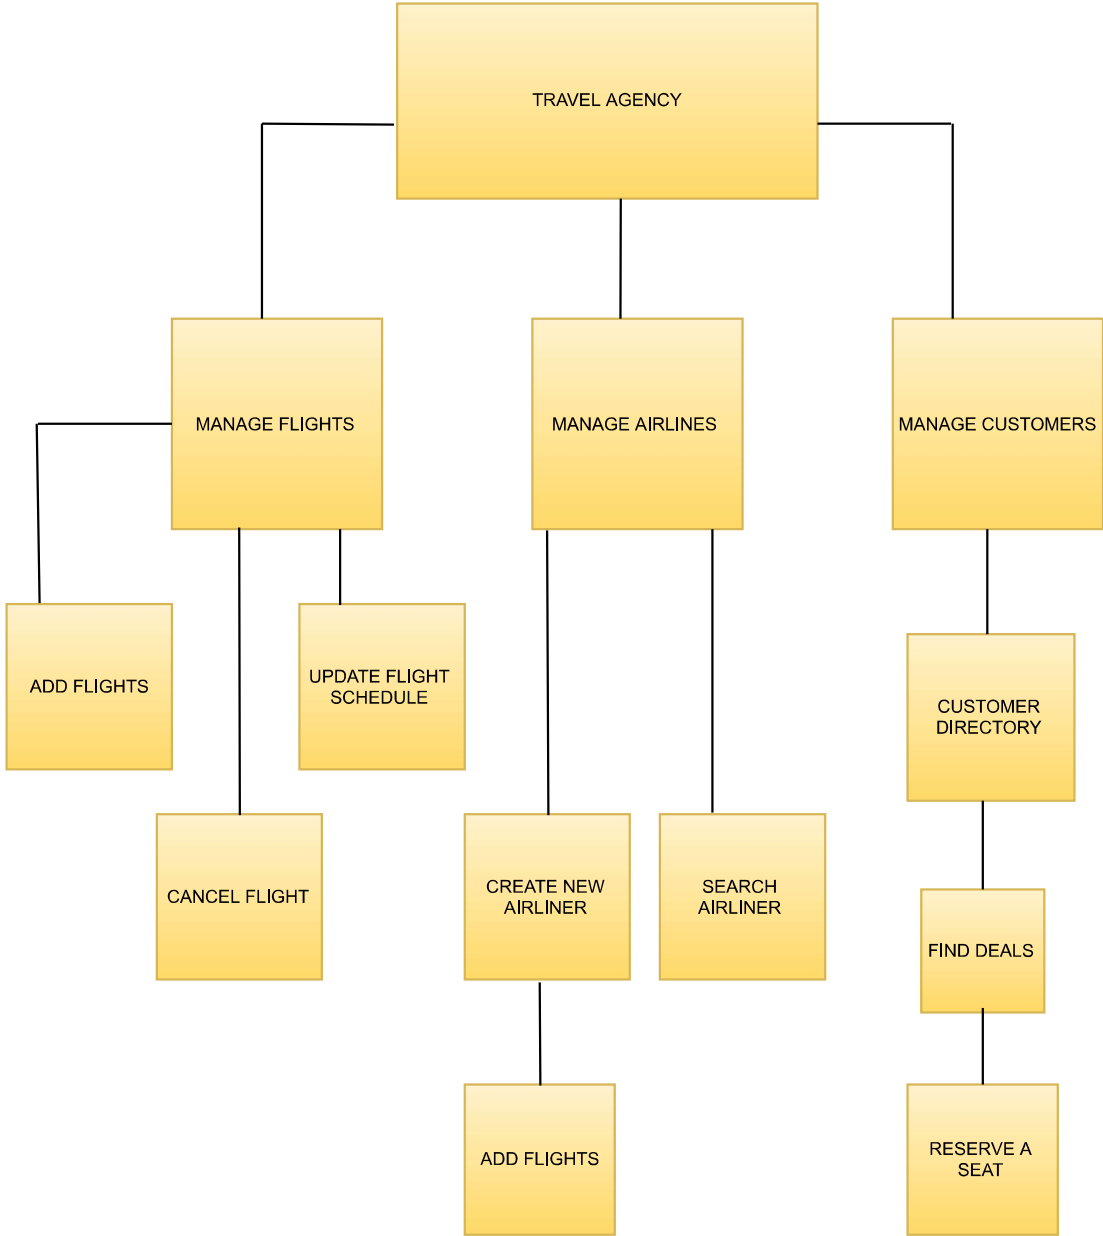 TRAVEL AGENCY
MANAGE FLIGHTS
MANAGE AIRLINES
MANAGE CUSTOMERS
ADD FLIGHTS
UPDATE FLIGHT
SCHEDULE
CUSTOMER
DIRECTORY
CANCEL FLIGHT
CREATE NEW
AIRLINER
SEARCH
AIRLINER
FIND DEALS
ADD FLIGHTS
RESERVE A
SEAT